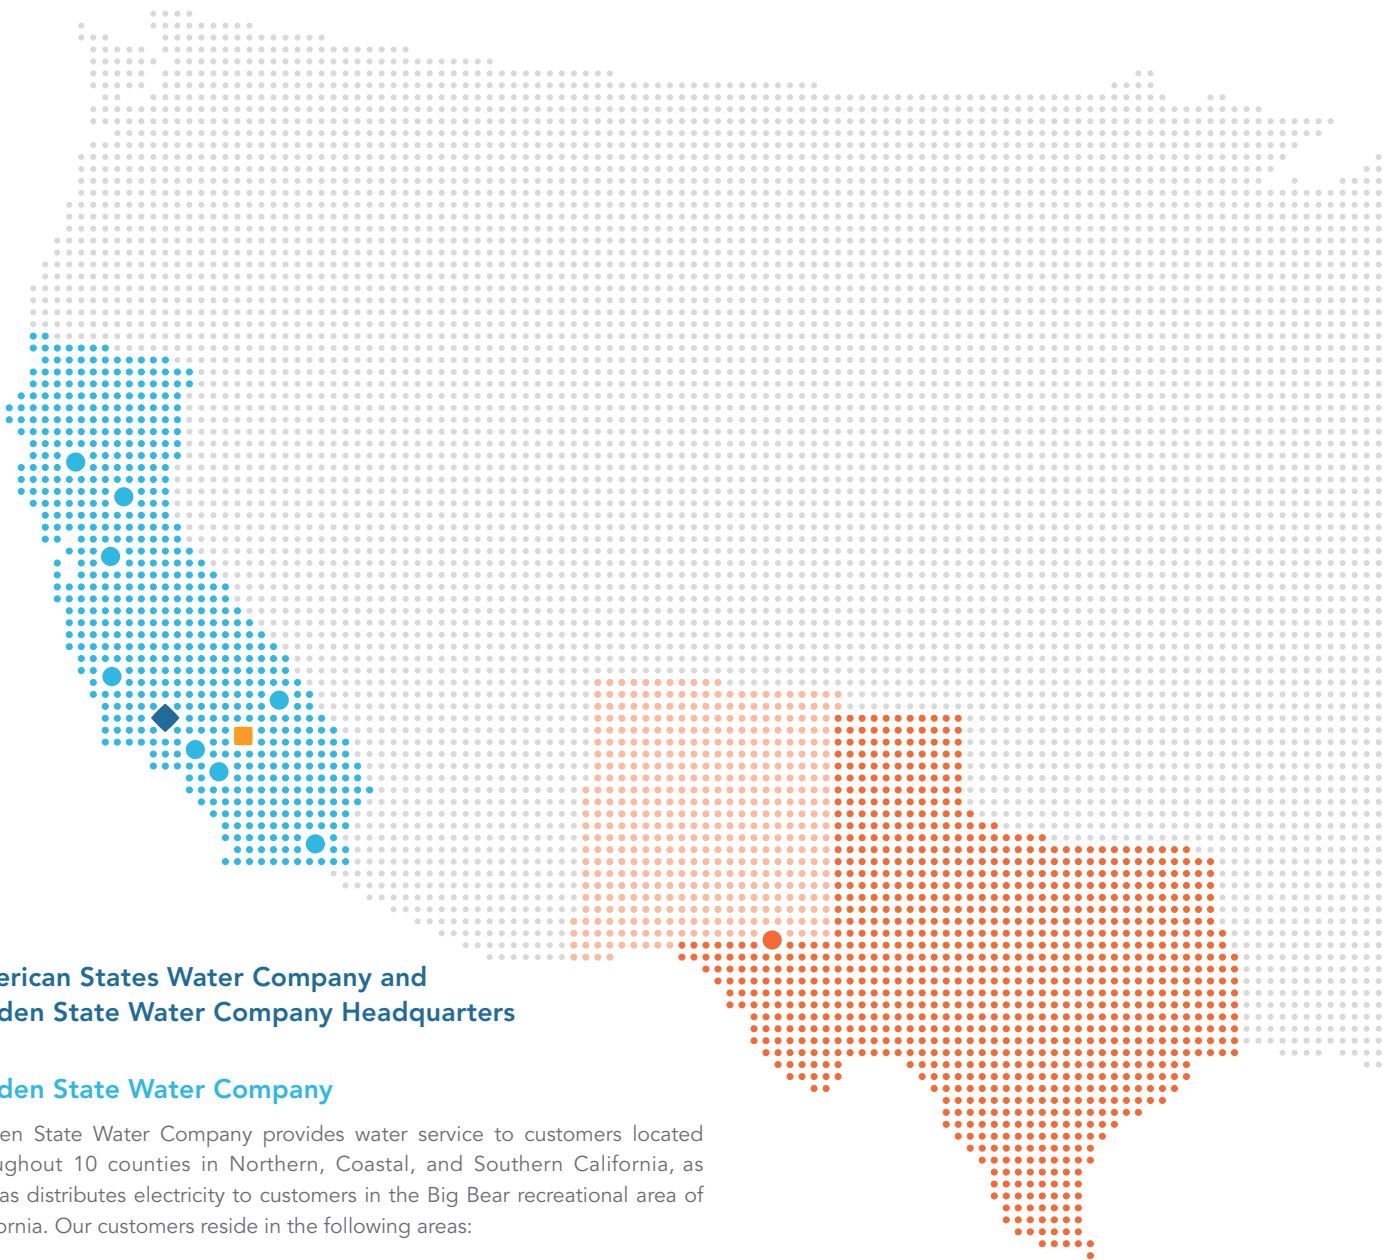 erican States Water Company and
den State Water Company Headquarters
den State Water Company
en State Water Company provides water service to customers located
ughout 10 counties in Northern, Coastal, and Southern California, as
as distributes electricity to customers in the Big Bear recreational area of
ornia. Our customers reside in the following areas: